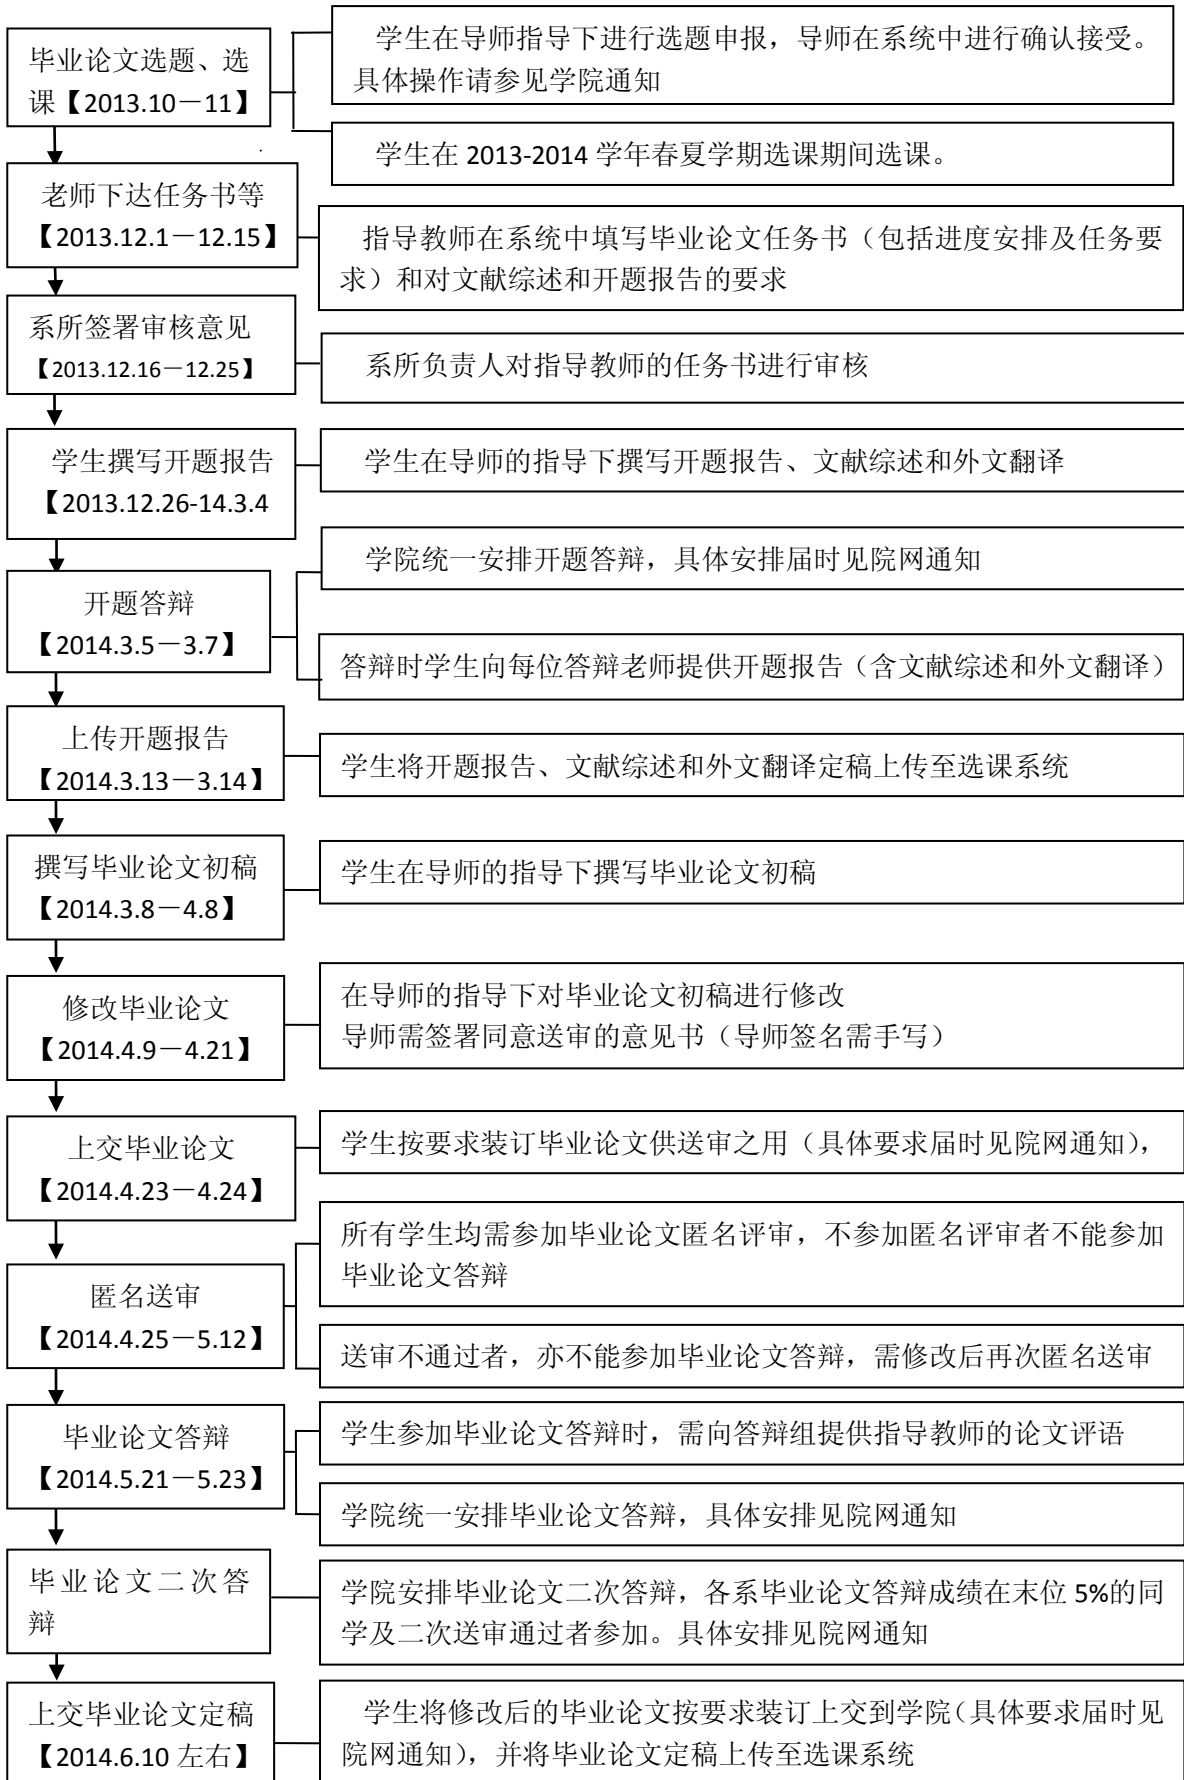 毕业论文选题、选
课【2013.10－11】
学生在导师指导下进行选题申报，导师在系统中进行确认接受。
具体操作请参见学院通知
学生在 2013-2014 学年春夏学期选课期间选课。
老师下达任务书等
【2013.12.1－12.15】
指导教师在系统中填写毕业论文任务书（包括进度安排及任务要
求）和对文献综述和开题报告的要求
系所签署审核意见
【2013.12.16－12.25】
系所负责人对指导教师的任务书进行审核
学生撰写开题报告
【2013.12.26-14.3.4
学生在导师的指导下撰写开题报告、文献综述和外文翻译
开题答辩
【2014.3.5－3.7】
学院统一安排开题答辩，具体安排届时见院网通知
答辩时学生向每位答辩老师提供开题报告（含文献综述和外文翻译）
上传开题报告
【2014.3.13－3.14】
学生将开题报告、文献综述和外文翻译定稿上传至选课系统
撰写毕业论文初稿
【2014.3.8－4.8】
学生在导师的指导下撰写毕业论文初稿
修改毕业论文
【2014.4.9－4.21】
在导师的指导下对毕业论文初稿进行修改
导师需签署同意送审的意见书（导师签名需手写）
上交毕业论文
【2014.4.23－4.24】
学生按要求装订毕业论文供送审之用（具体要求届时见院网通知），
匿名送审
【2014.4.25－5.12】
所有学生均需参加毕业论文匿名评审，不参加匿名评审者不能参加
毕业论文答辩
送审不通过者，亦不能参加毕业论文答辩，需修改后再次匿名送审
毕业论文答辩
【2014.5.21－5.23】
学生参加毕业论文答辩时，需向答辩组提供指导教师的论文评语
学院统一安排毕业论文答辩，具体安排见院网通知
毕业论文二次答
辩
学院安排毕业论文二次答辩，各系毕业论文答辩成绩在末位 5%的同
学及二次送审通过者参加。具体安排见院网通知
上交毕业论文定稿
【2014.6.10 左右】
学生将修改后的毕业论文按要求装订上交到学院（具体要求届时见
院网通知），并将毕业论文定稿上传至选课系统